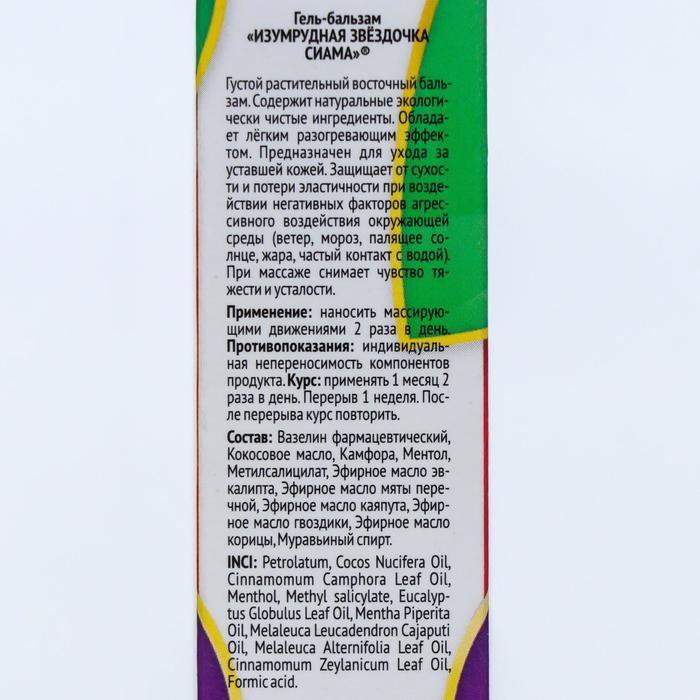 Гель-бальзам
«ИЗУМРУДНАЯ ЗВЁЗДОЧКА
СИАМА»®
Густой растительный восточный баль-
зам. Содержит натуральные экологи-
чески чистые ингредиенты. Облада-
ет лёгким разогревающим эффек-
том. Предназначен для ухода за
уставшей кожей. Защищает от сухос-
ти и потери эластичности при возде-
йствии негативных факторов агрес-
сивного воздействия окружающей
среды (ветер, мороз, палящее со-
лнце, жара, частый контакт с водой).
При массаже снимает чувство тя-
жести и усталости.
Применение: наносить массирую-
щими движениями 2 раза в день.
Противопоказания: индивидуаль-
ная непереносимость компонентов
продукта. Курс: применять 1 месяц 2
раза в день. Перерыв 1 неделя. Пос-
ле перерыва курс повторить.
Состав: Вазелин фармацевтический,
Кокосовое масло, Камфора, Ментол,
Метилсалицилат, Эфирное масло эв-
калипта, Эфирное масло мяты пере-
чной, Эфирное масло каяпута, Эфир-
ное масло гвоздики, Эфирное масло
корицы, Муравьиный спирт.
INCI: Petrolatum, Cocos Nucifera Oil,
Cinnamomum Camphora Leaf Oil,
Menthol, Methyl salicylate, Eucalyp-
tus Globulus Leaf Oil, Mentha Piperita
Oil, Melaleuca Leucadendron Cajaputi
Oil, Melaleuca Alternifolia Leaf Oil,
Cinnamomum Zeylanicum Leaf Oil,
Formic acid.